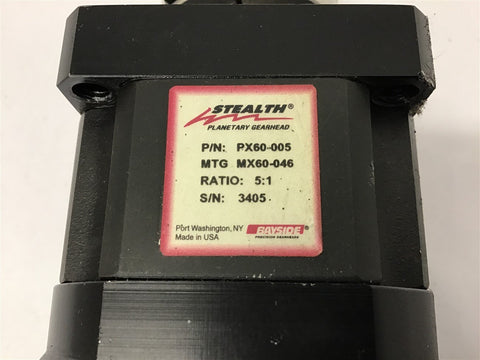 STEALTH®
PLANETARY GEARHEAD
P/N: PX60-005
MTG MX60-046
RATIO: 5:1
S/N: 3405
Port Washington, NY
Made in USA
BAYSIDE®
PRECISION GEARHEADS